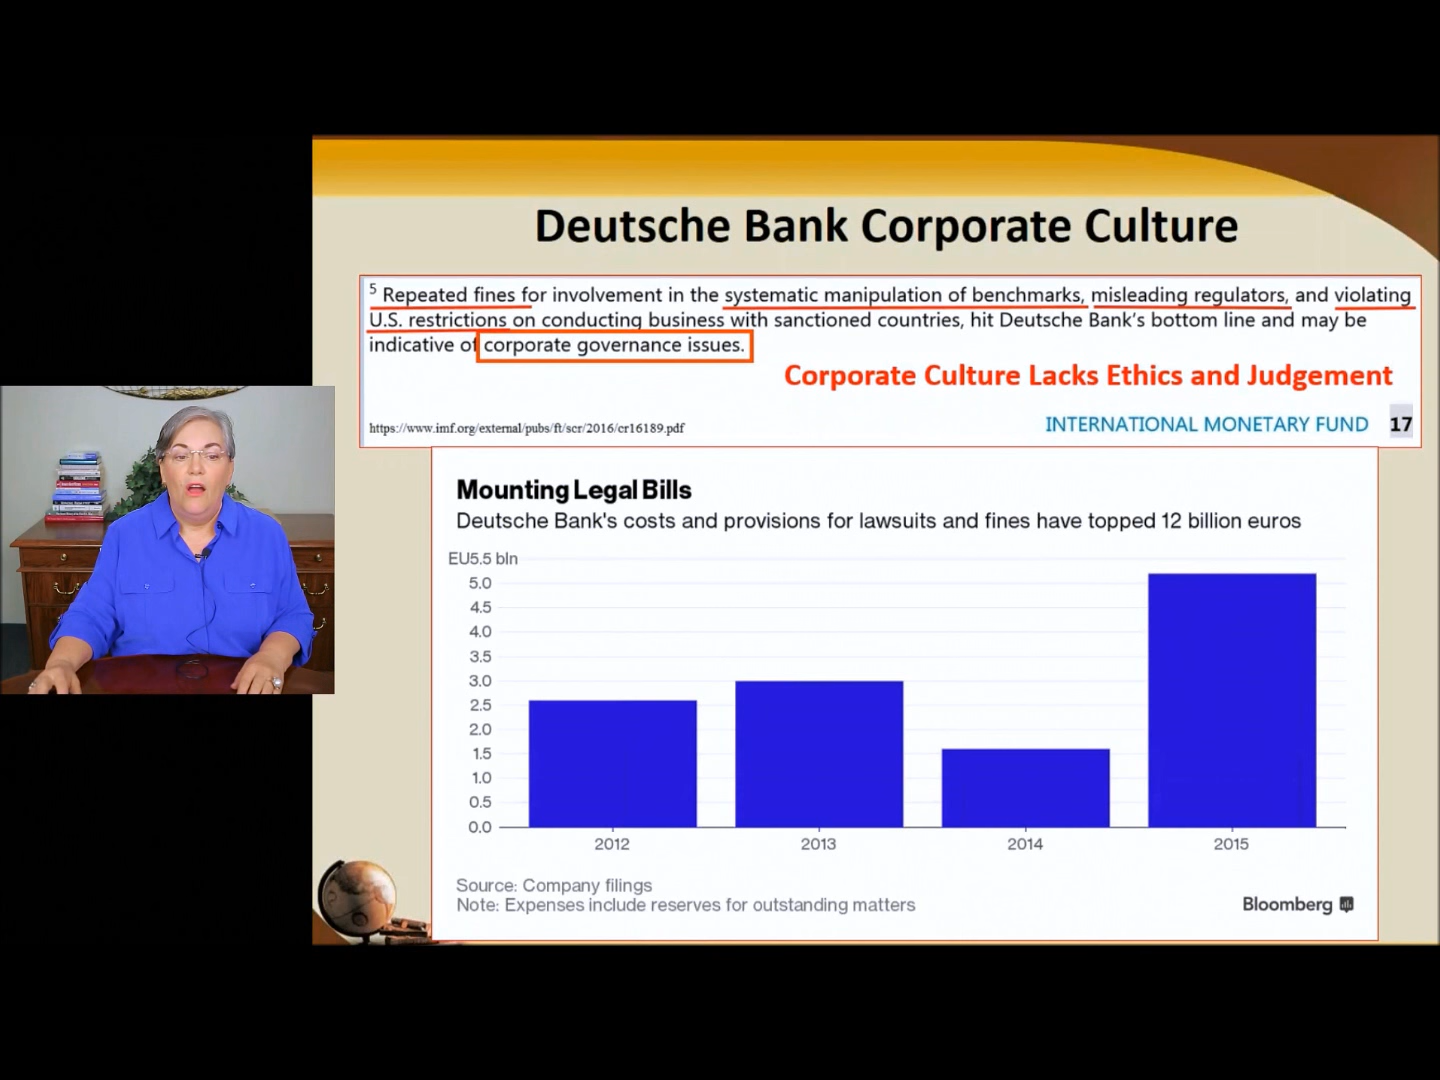 Deutsche Bank Corporate Culture
5 Repeated fines for involvement in the systematic manipulation of benchmarks, misleading regulators, and violating
U.S. restrictions on conducting business with sanctioned countries, hit Deutsche Bank's bottom line and may be
indicative of corporate governance issues.
Corporate Culture Lacks Ethics and Judgement
https://www.imf.org/external/pubs/ft/scr/2016/cr16189.pdf
INTERNATIONAL MONETARY FUND 17
Mounting Legal Bills
Deutsche Bank's costs and provisions for lawsuits and fines have topped 12 billion euros
EU5.5 bln
5.0
4.5
4.0
3.5
3.0
2.5
2.0
1.5
1.0
0.5
0.0
2012 2013 2014 2015
Source: Company filings
Note: Expenses include reserves for outstanding matters
Bloomberg